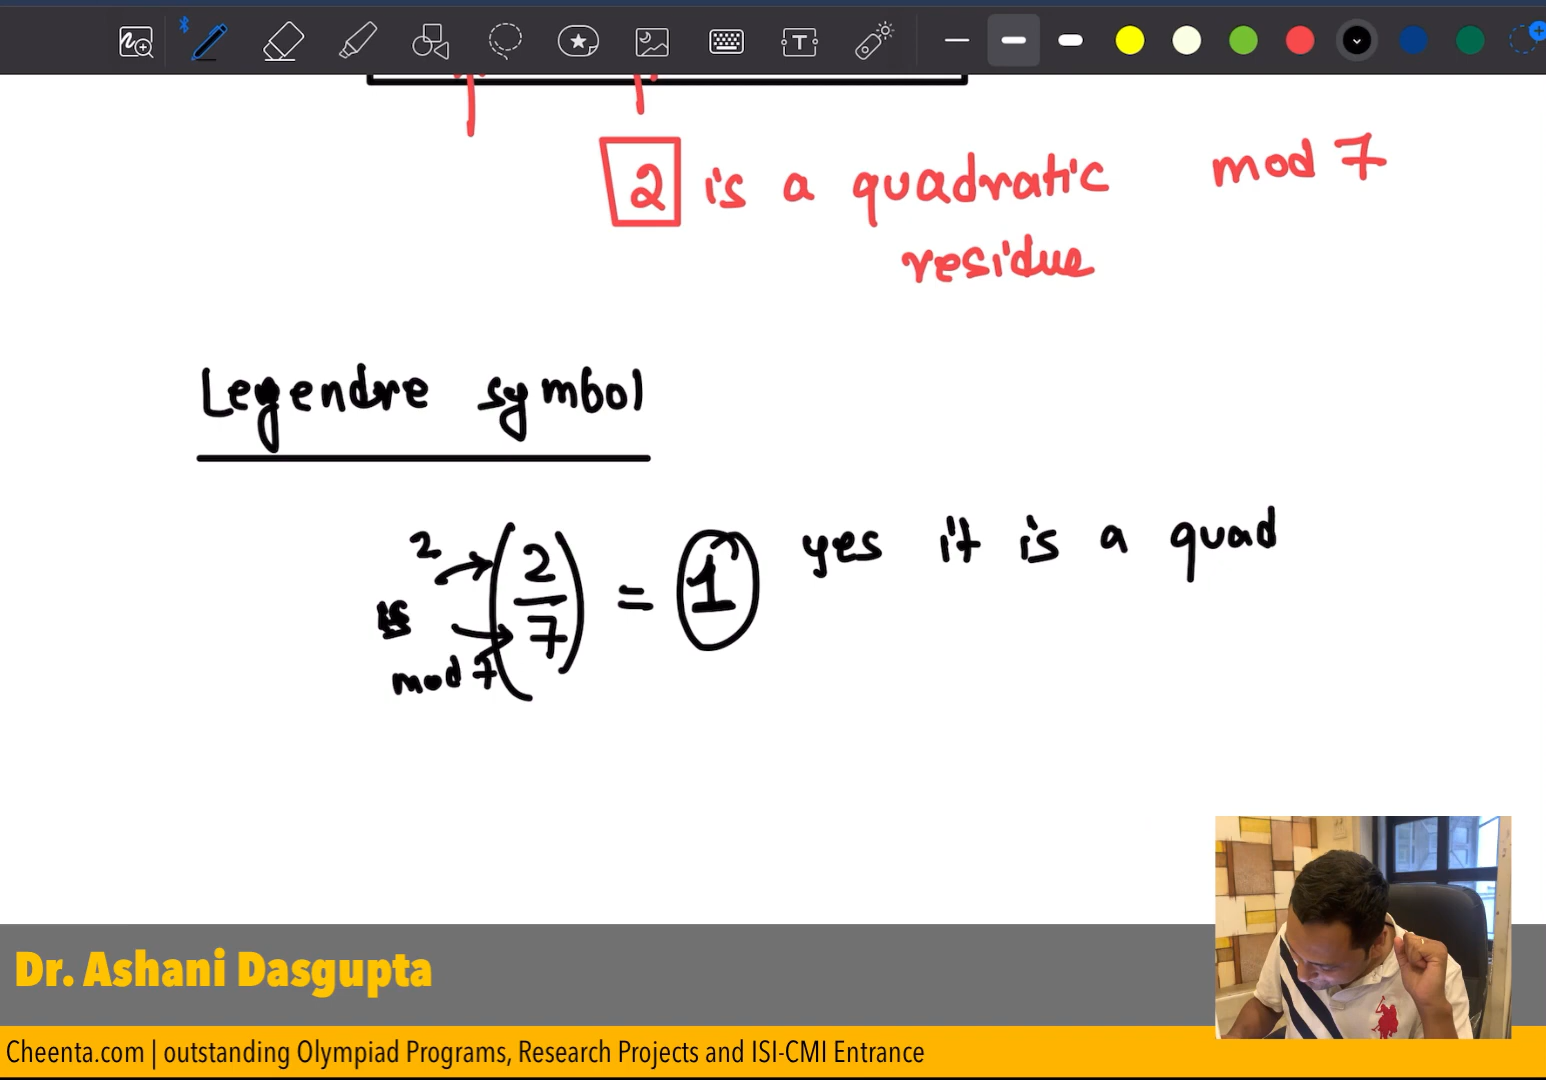 2 is a quadratic mod 7
residue
Legendre symbol
2
is
mod 7
(2/7) = 1 yes it is a quad
Dr. Ashani Dasgupta
Cheenta.com | outstanding Olympiad Programs, Research Projects and ISI-CMI Entrance